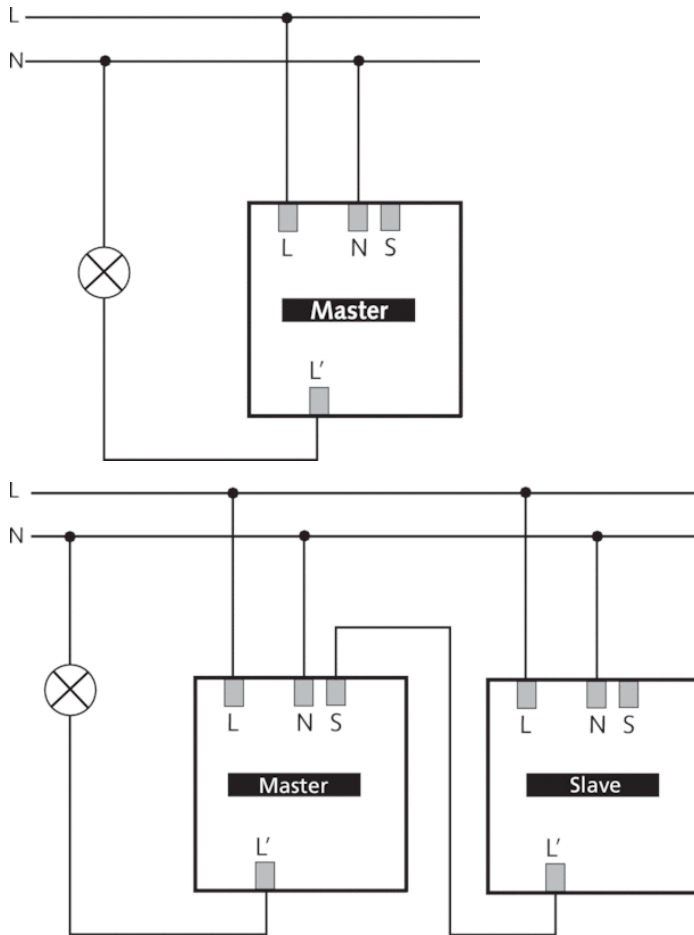 L
N
L N S
Master
L'
L
N
L N S L N S
Master Slave
L' L'